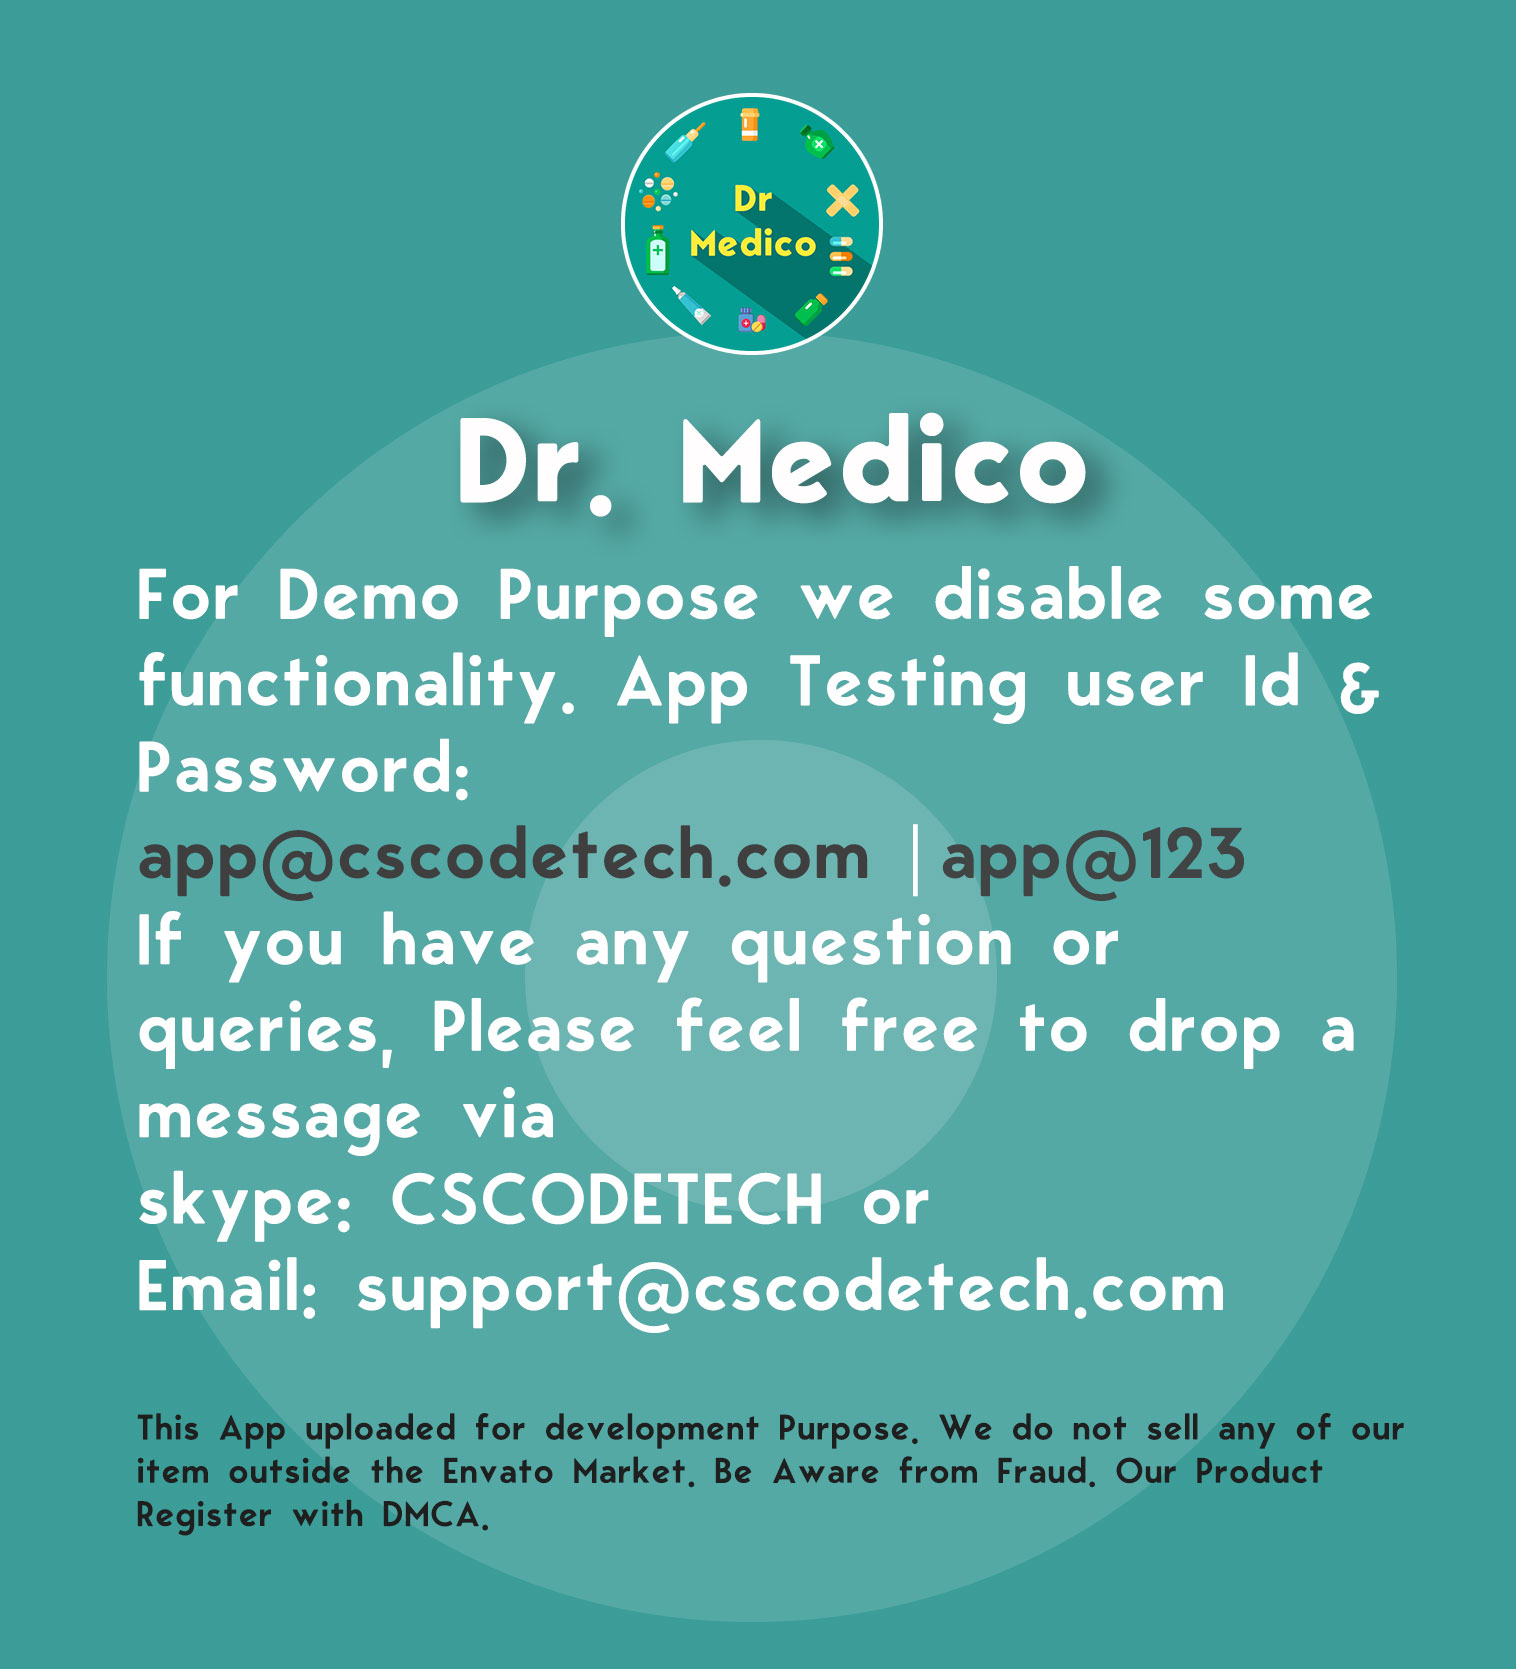 Dr
Medico
Dr. Medico
For Demo Purpose we disable some
functionality. App Testing user Id &
Password:
app@cscodetech.com | app@123
If you have any question or
queries, Please feel free to drop a
message via
skype: CSCODETECH or
Email: support@cscodetech.com
This App uploaded for development Purpose. We do not sell any of our
item outside the Envato Market. Be Aware from Fraud. Our Product
Register with DMCA.